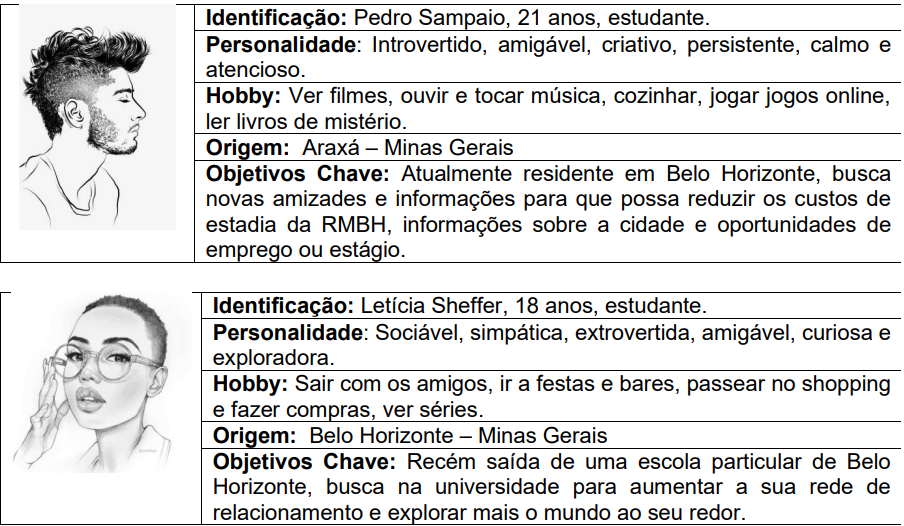 Identificação: Pedro Sampaio, 21 anos, estudante.
Personalidade: Introvertido, amigável, criativo, persistente, calmo e
atencioso.
Hobby: Ver filmes, ouvir e tocar música, cozinhar, jogar jogos online,
ler livros de mistério.
Origem: Araxá – Minas Gerais
Objetivos Chave: Atualmente residente em Belo Horizonte, busca
novas amizades e informações para que possa reduzir os custos de
estadia da RMBH, informações sobre a cidade e oportunidades de
emprego ou estágio.
Identificação: Letícia Sheffer, 18 anos, estudante.
Personalidade: Sociável, simpática, extrovertida, amigável, curiosa e
exploradora.
Hobby: Sair com os amigos, ir a festas e bares, passear no shopping
e fazer compras, ver séries.
Origem: Belo Horizonte – Minas Gerais
Objetivos Chave: Recém saída de uma escola particular de Belo
Horizonte, busca na universidade para aumentar a sua rede de
relacionamento e explorar mais o mundo ao seu redor.